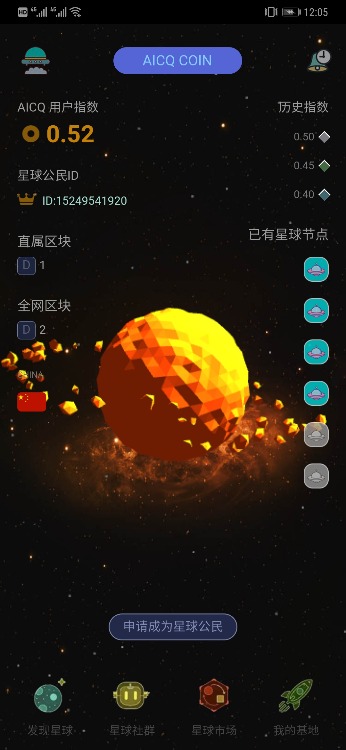 HD 4G 4G 12:05
AICQ COIN
AICQ 用户指数
0.52
历史指数
0.50
0.45
0.40
星球公民ID
ID:15249541920
已有星球节点
直属区块
D 1
全网区块
D 2
申请成为星球公民
发现星球 星球社群 星球市场 我的基地